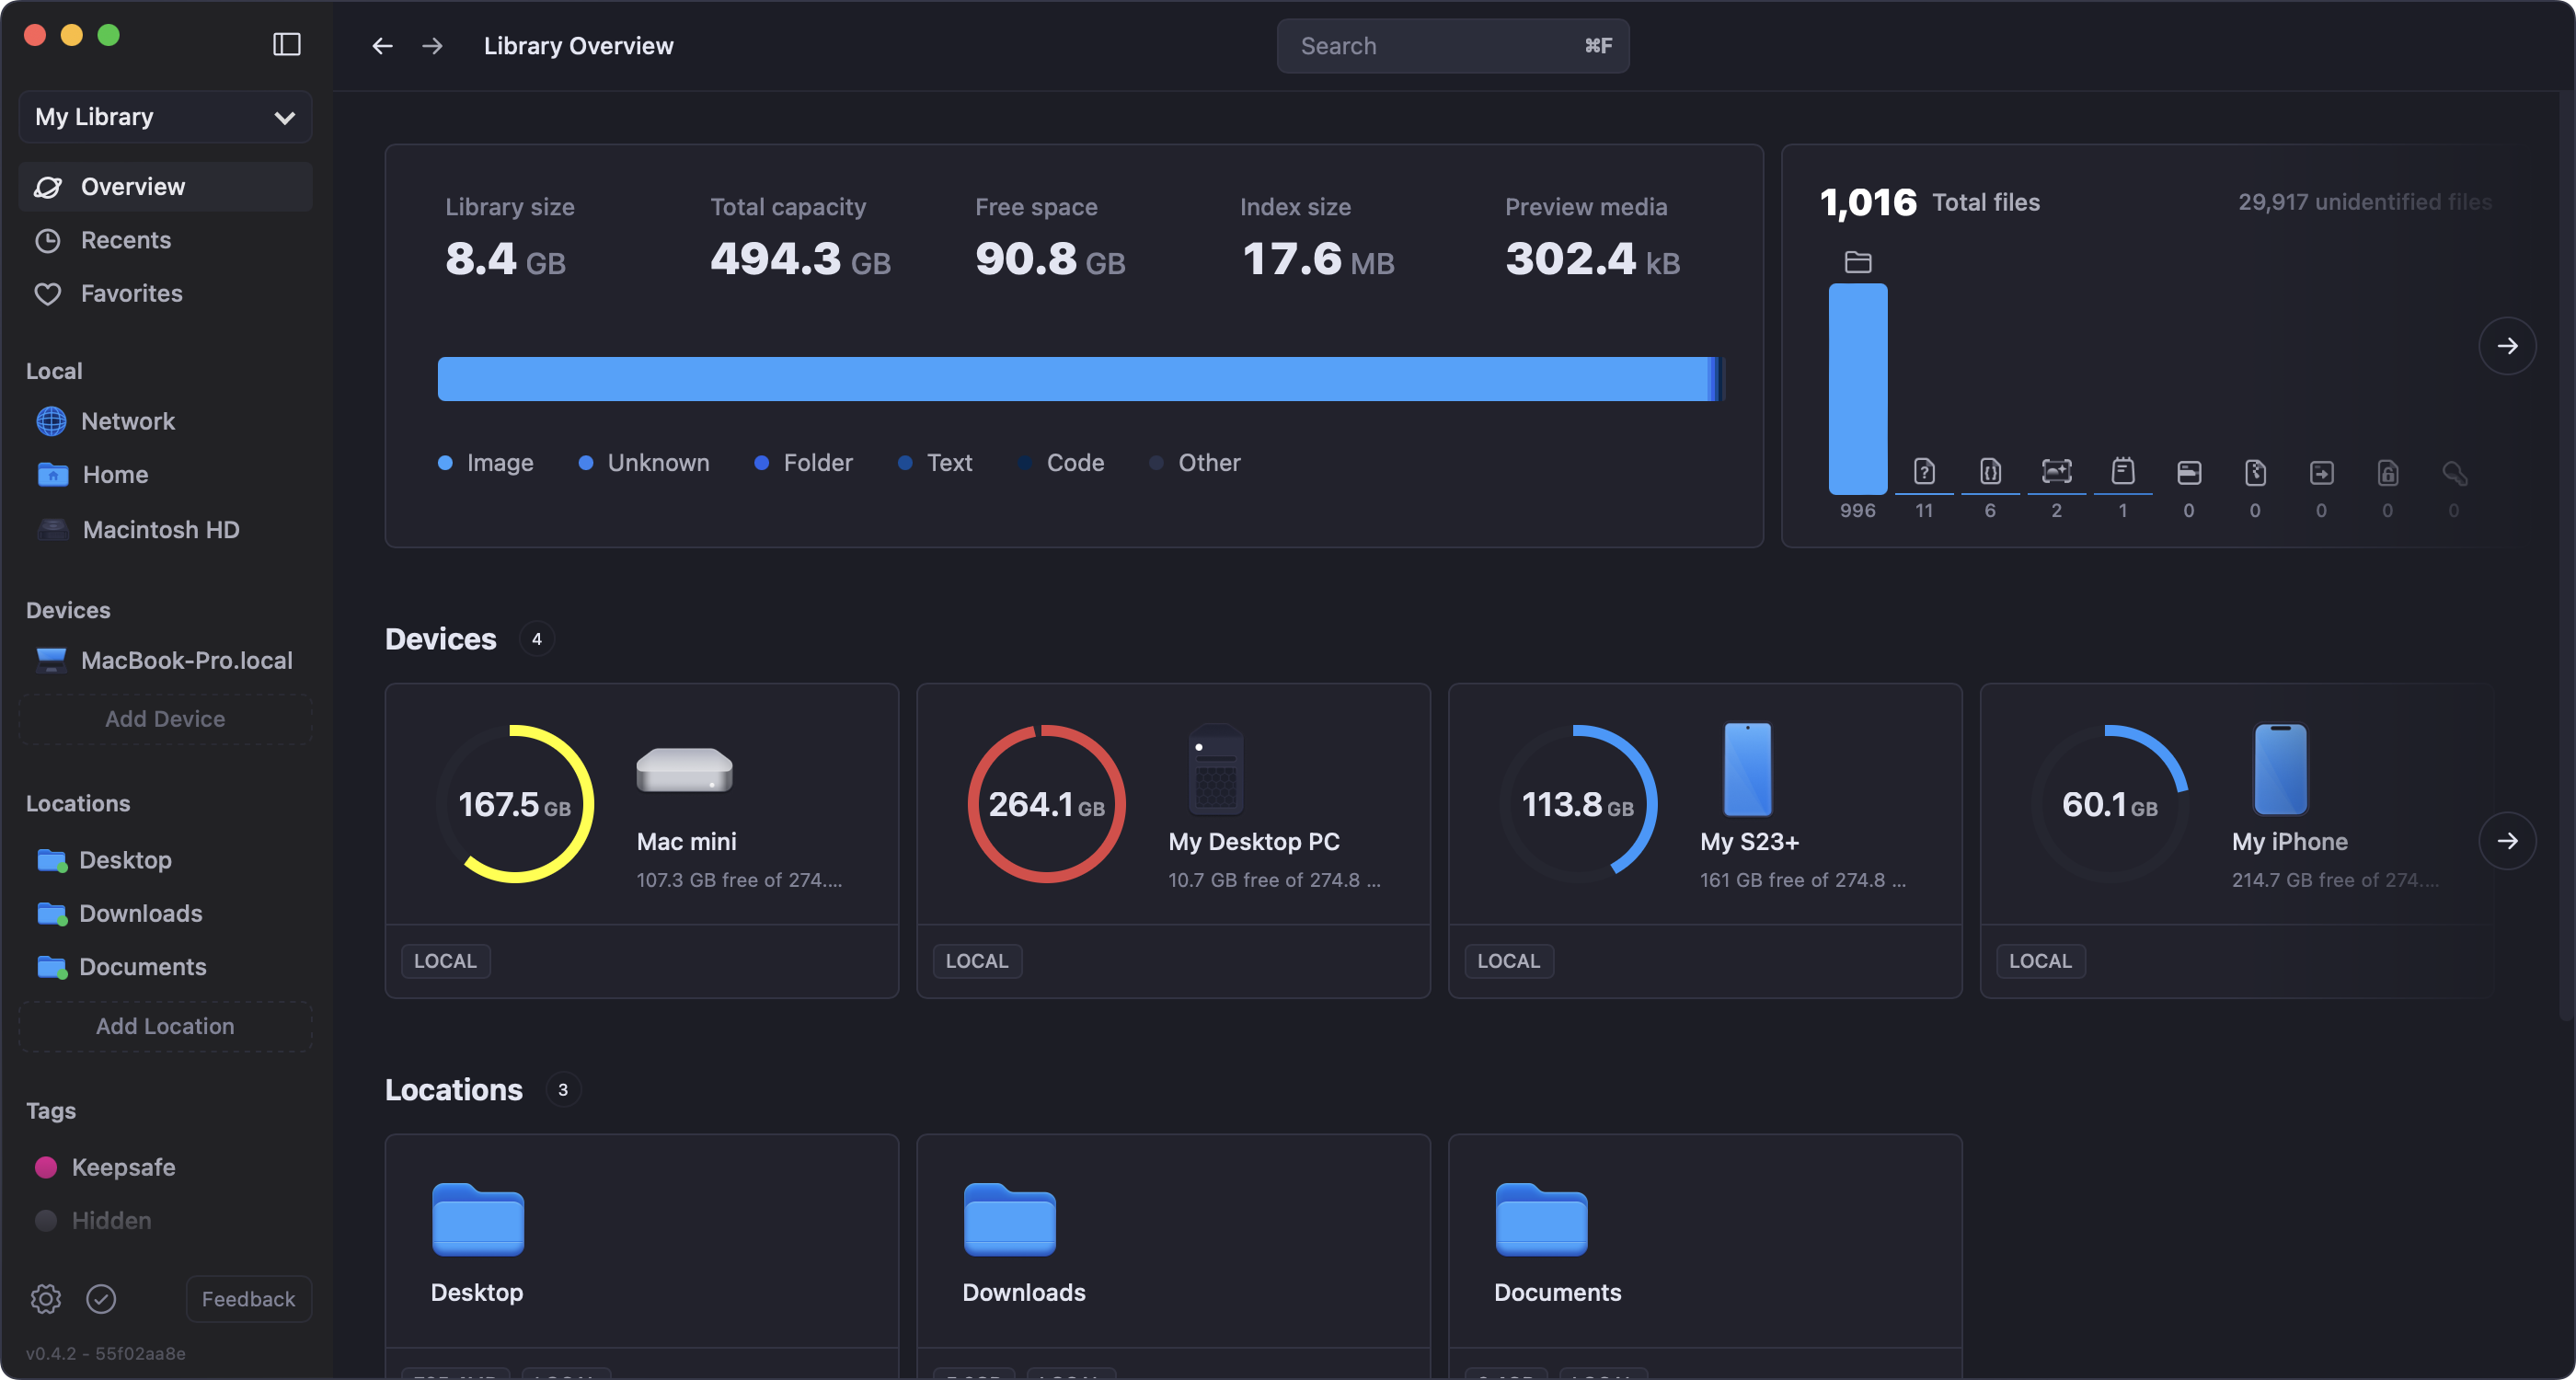 My Library
Overview
Recents
Favorites
Local
Network
Home
Macintosh HD
Devices
MacBook-Pro.local
Add Device
Locations
Desktop
Downloads
Documents
Add Location
Tags
Keepsafe
Hidden
Feedback
v0.4.2 - 55f02aa8e
Library Overview
Search ⌘F
Library size
8.4 GB
Total capacity
494.3 GB
Free space
90.8 GB
Index size
17.6 MB
Preview media
302.4 kB
Image Unknown Folder Text Code Other
1,016 Total files
29,917 unidentified files
996 11 6 2 1 0 0 0 0 0
Devices 4
167.5 GB
Mac mini
107.3 GB free of 274....
LOCAL
264.1 GB
My Desktop PC
10.7 GB free of 274.8 ...
LOCAL
113.8 GB
My S23+
161 GB free of 274.8 ...
LOCAL
60.1 GB
My iPhone
214.7 GB free of 274....
LOCAL
Locations 3
Desktop
Downloads
Documents